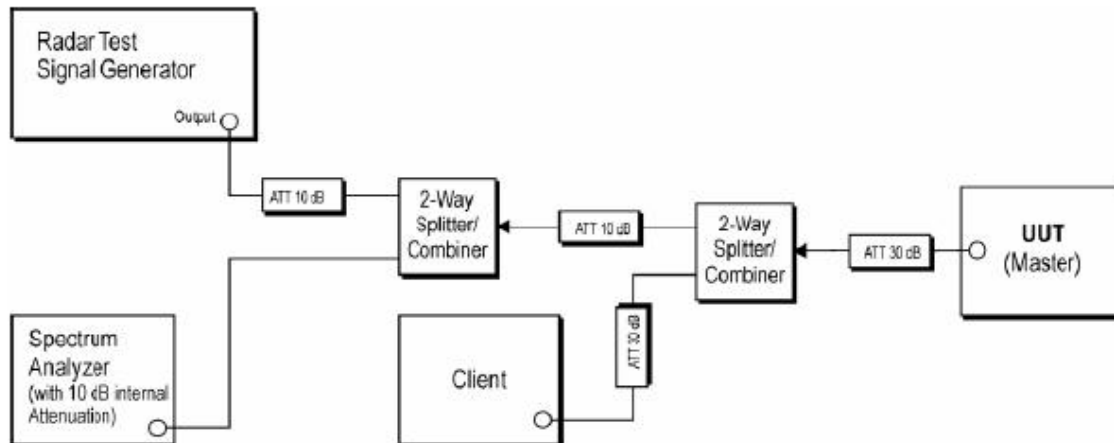 Radar Test
Signal Generator
Output
ATT 10 dB
2-Way
Splitter/
Combiner
ATT 10 dB
2-Way
Splitter/
Combiner
ATT 30 dB
UUT
(Master)
Spectrum
Analyzer
(with 10 dB internal
Attenuation)
Client
ATT 30 dB